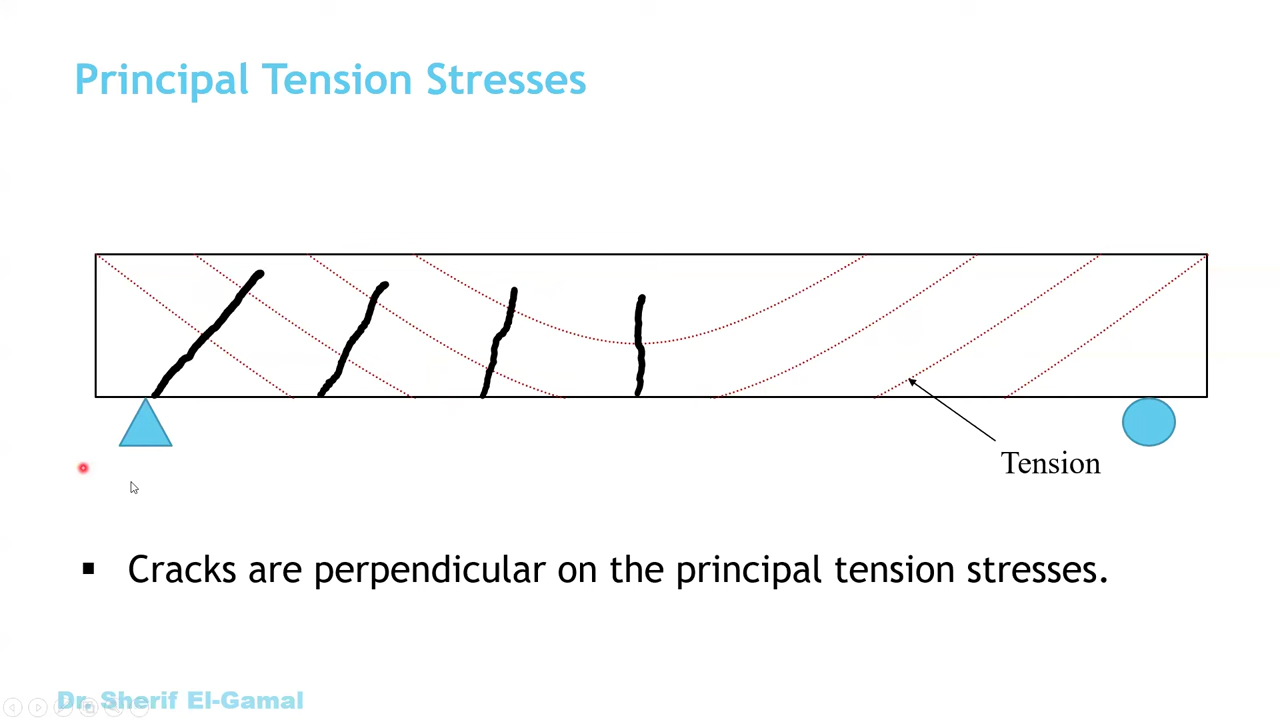 Principal Tension Stresses
Tension
▪ Cracks are perpendicular on the principal tension stresses.
Dr. Sherif El-Gamal